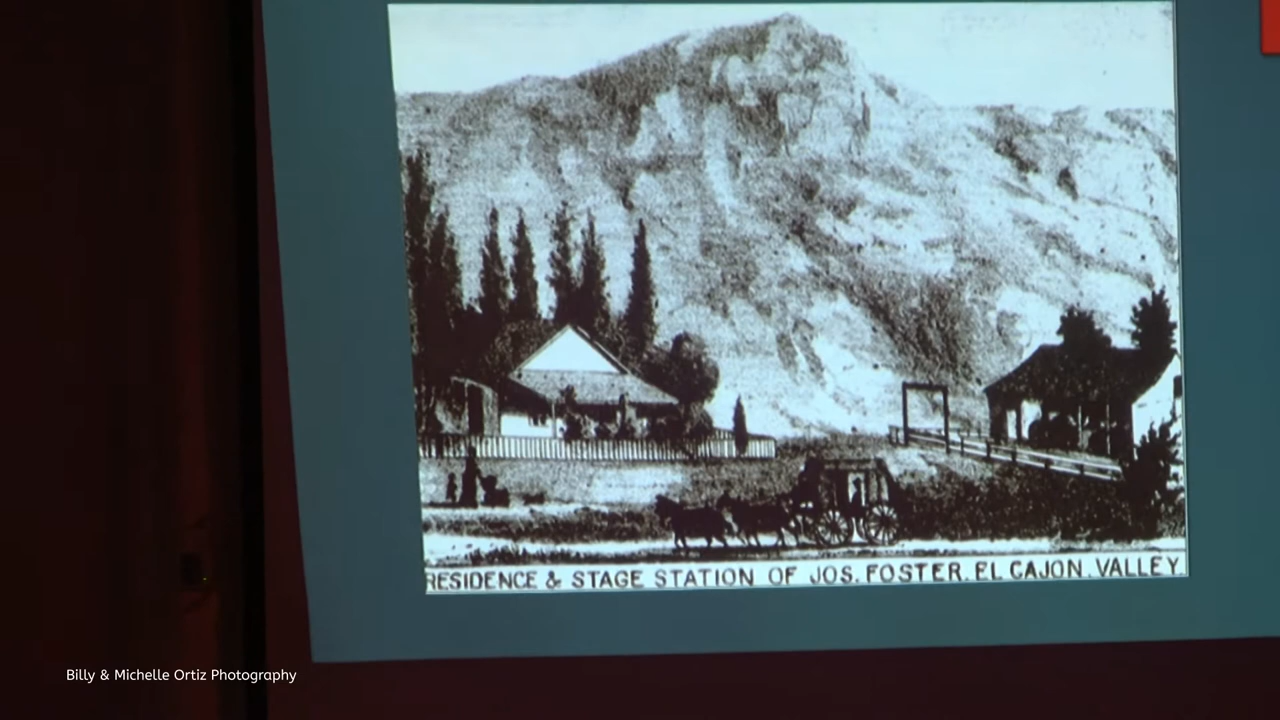 RESIDENCE & STAGE STATION OF JOS. FOSTER. EL CAJON. VALLEY.
Billy & Michelle Ortiz Photography